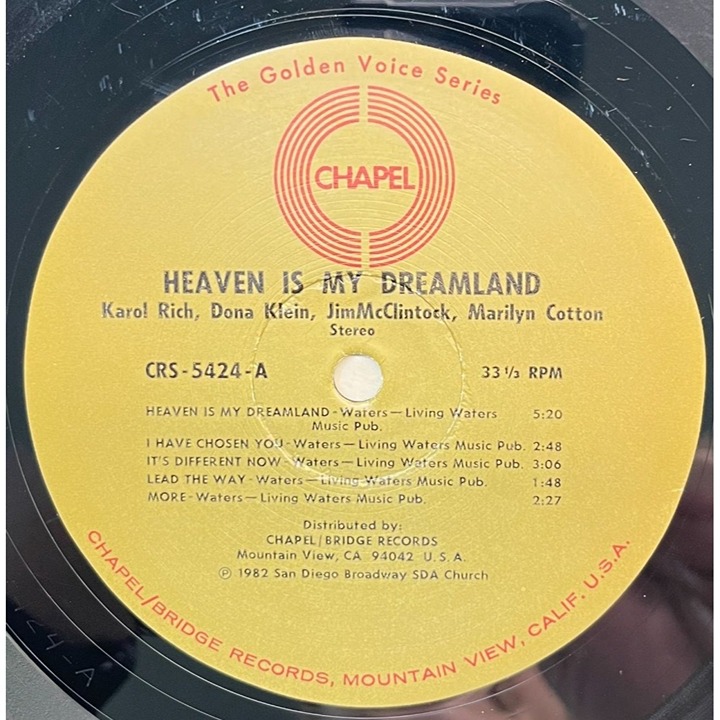 The Golden Voice Series
CHAPEL
HEAVEN IS MY DREAMLAND
Karol Rich, Dona Klein, JimMcClintock, Marilyn Cotton
Stereo
CRS-5424-A 33 1/3 RPM
HEAVEN IS MY DREAMLAND-Waters—Living Waters 5:20
Music Pub.
I HAVE CHOSEN YOU-Waters—Living Waters Music Pub. 2:48
IT'S DIFFERENT NOW-Waters—Living Waters Music Pub. 3:06
LEAD THE WAY-Waters—Living Waters Music Pub. 1:48
MORE-Waters—Living Waters Music Pub. 2:27
Distributed by:
CHAPEL/BRIDGE RECORDS
Mountain View, CA 94042 U.S.A.
℗ 1982 San Diego Broadway SDA Church
CHAPEL/BRIDGE RECORDS, MOUNTAIN VIEW, CALIF. U.S.A.
24-A